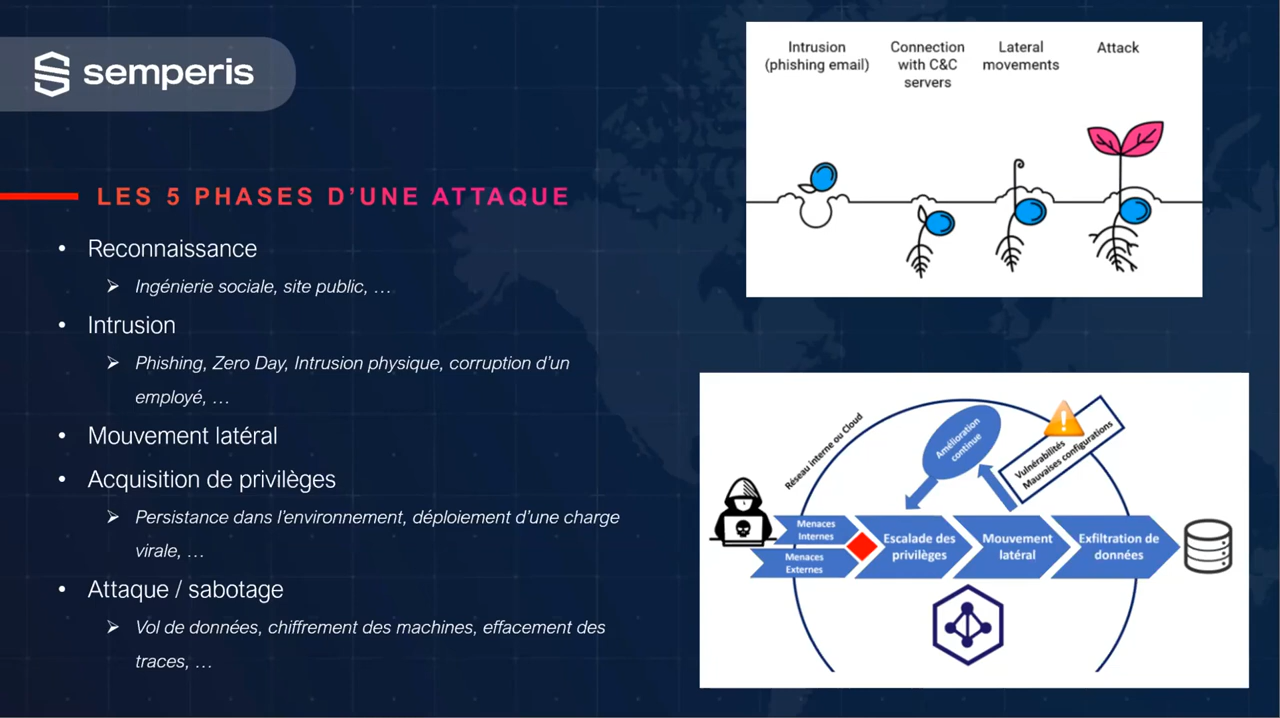 semperis
LES 5 PHASES D’UNE ATTAQUE
• Reconnaissance
➢ Ingénierie sociale, site public, …
• Intrusion
➢ Phishing, Zero Day, Intrusion physique, corruption d’un
employé, …
• Mouvement latéral
• Acquisition de privilèges
➢ Persistance dans l’environnement, déploiement d’une charge
virale, …
• Attaque / sabotage
➢ Vol de données, chiffrement des machines, effacement des
traces, …
Intrusion
(phishing email)
Connection
with C&C
servers
Lateral
movements
Attack
Réseau interne ou Cloud
Amélioration
continue
Vulnérabilités
Mauvaises configurations
Menaces
Internes
Menaces
Externes
Escalade des
privilèges
Mouvement
latéral
Exfiltration de
données